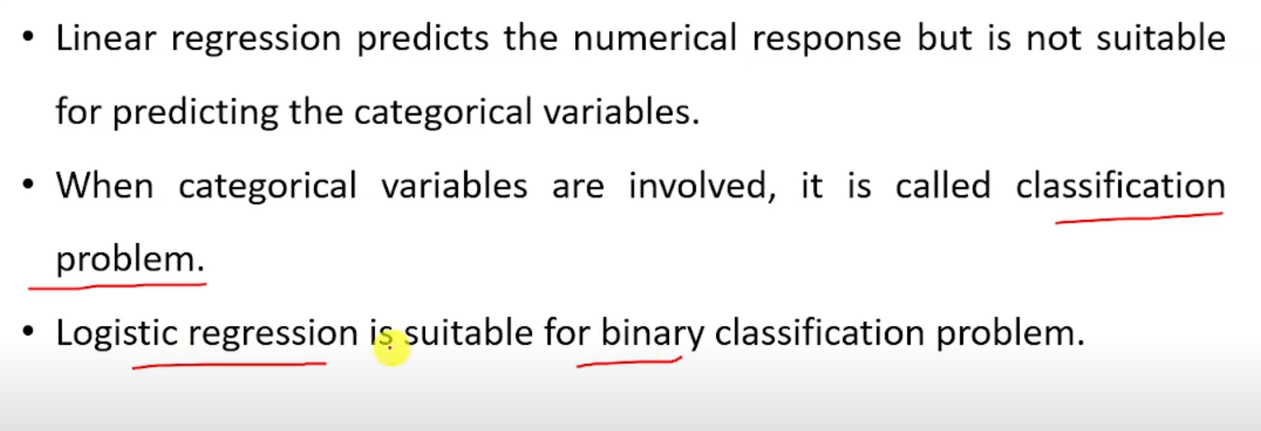 • Linear regression predicts the numerical response but is not suitable
for predicting the categorical variables.
• When categorical variables are involved, it is called classification
problem.
• Logistic regression is suitable for binary classification problem.